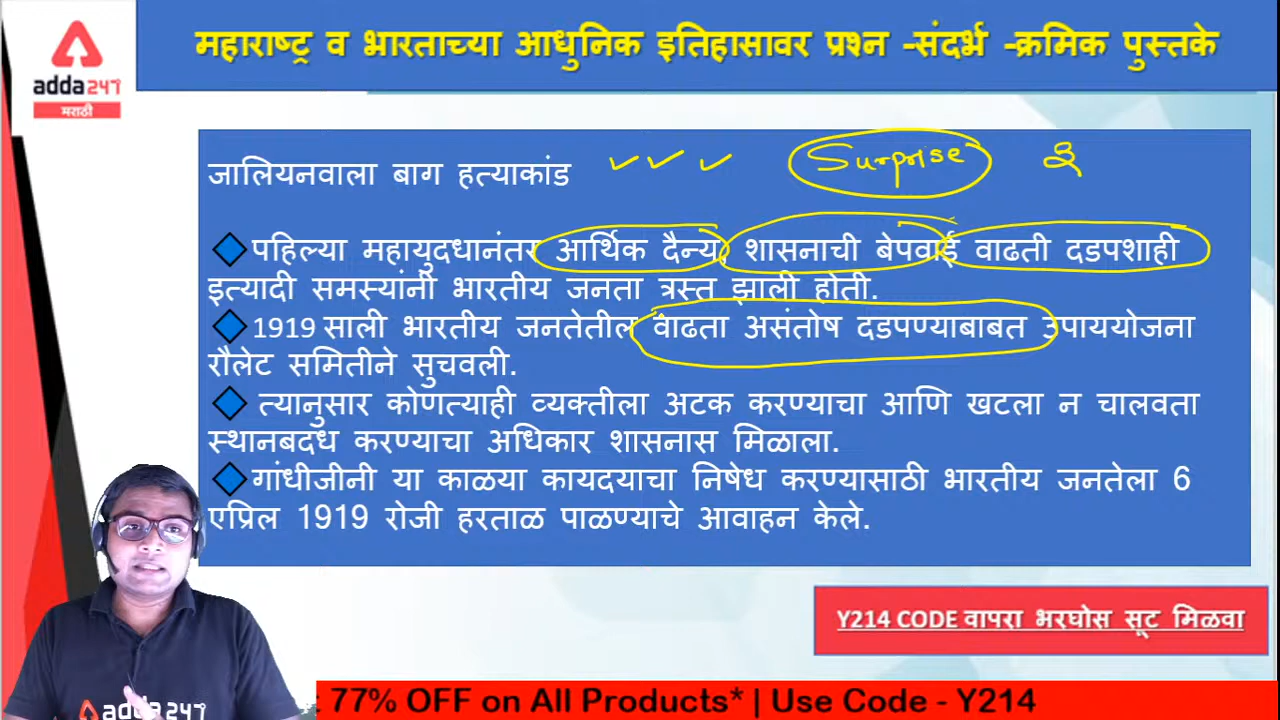 महाराष्ट्र व भारताच्या आधुनिक इतिहासावर प्रश्न -संदर्भ -क्रमिक पुस्तके
adda247
मराठी
जालियनवाला बाग हत्याकांड Surprise इ
पहिल्या महायुदधानंतर आर्थिक दैन्य शासनाची बेपर्वाई वाढती दडपशाही
इत्यादी समस्यांनी भारतीय जनता त्रस्त झाली होती.
1919 साली भारतीय जनतेतील वाढता असंतोष दडपण्याबाबत उपाययोजना
रौलेट समितीने सुचवली.
त्यानुसार कोणत्याही व्यक्तीला अटक करण्याचा आणि खटला न चालवता
स्थानबदध करण्याचा अधिकार शासनास मिळाला.
गांधीजीनी या काळया कायदयाचा निषेध करण्यासाठी भारतीय जनतेला 6
एप्रिल 1919 रोजी हरताळ पाळण्याचे आवाहन केले.
Y214 CODE वापरा भरघोस सूट मिळवा
adda247
77% OFF on All Products* | Use Code - Y214